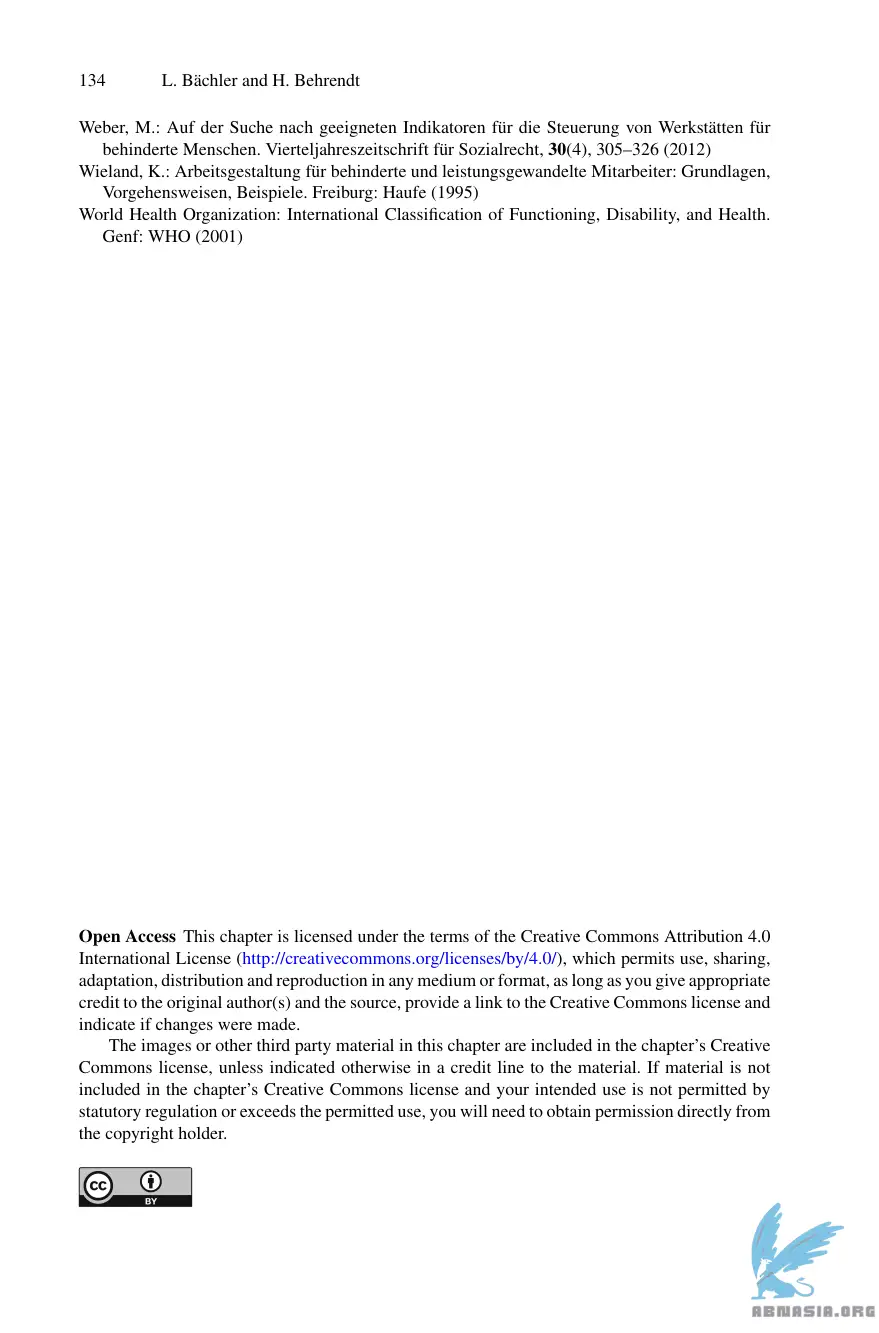 134 L. Bächler and H. Behrendt
Weber, M.: Auf der Suche nach geeigneten Indikatoren für die Steuerung von Werkstätten für
behinderte Menschen. Vierteljahreszeitschrift für Sozialrecht, 30(4), 305–326 (2012)
Wieland, K.: Arbeitsgestaltung für behinderte und leistungsgewandelte Mitarbeiter: Grundlagen,
Vorgehensweisen, Beispiele. Freiburg: Haufe (1995)
World Health Organization: International Classification of Functioning, Disability, and Health.
Genf: WHO (2001)
Open Access This chapter is licensed under the terms of the Creative Commons Attribution 4.0
International License (http://creativecommons.org/licenses/by/4.0/), which permits use, sharing,
adaptation, distribution and reproduction in any medium or format, as long as you give appropriate
credit to the original author(s) and the source, provide a link to the Creative Commons license and
indicate if changes were made.
The images or other third party material in this chapter are included in the chapter's Creative
Commons license, unless indicated otherwise in a credit line to the material. If material is not
included in the chapter's Creative Commons license and your intended use is not permitted by
statutory regulation or exceeds the permitted use, you will need to obtain permission directly from
the copyright holder.
cc
BY
ABNASIA.ORG